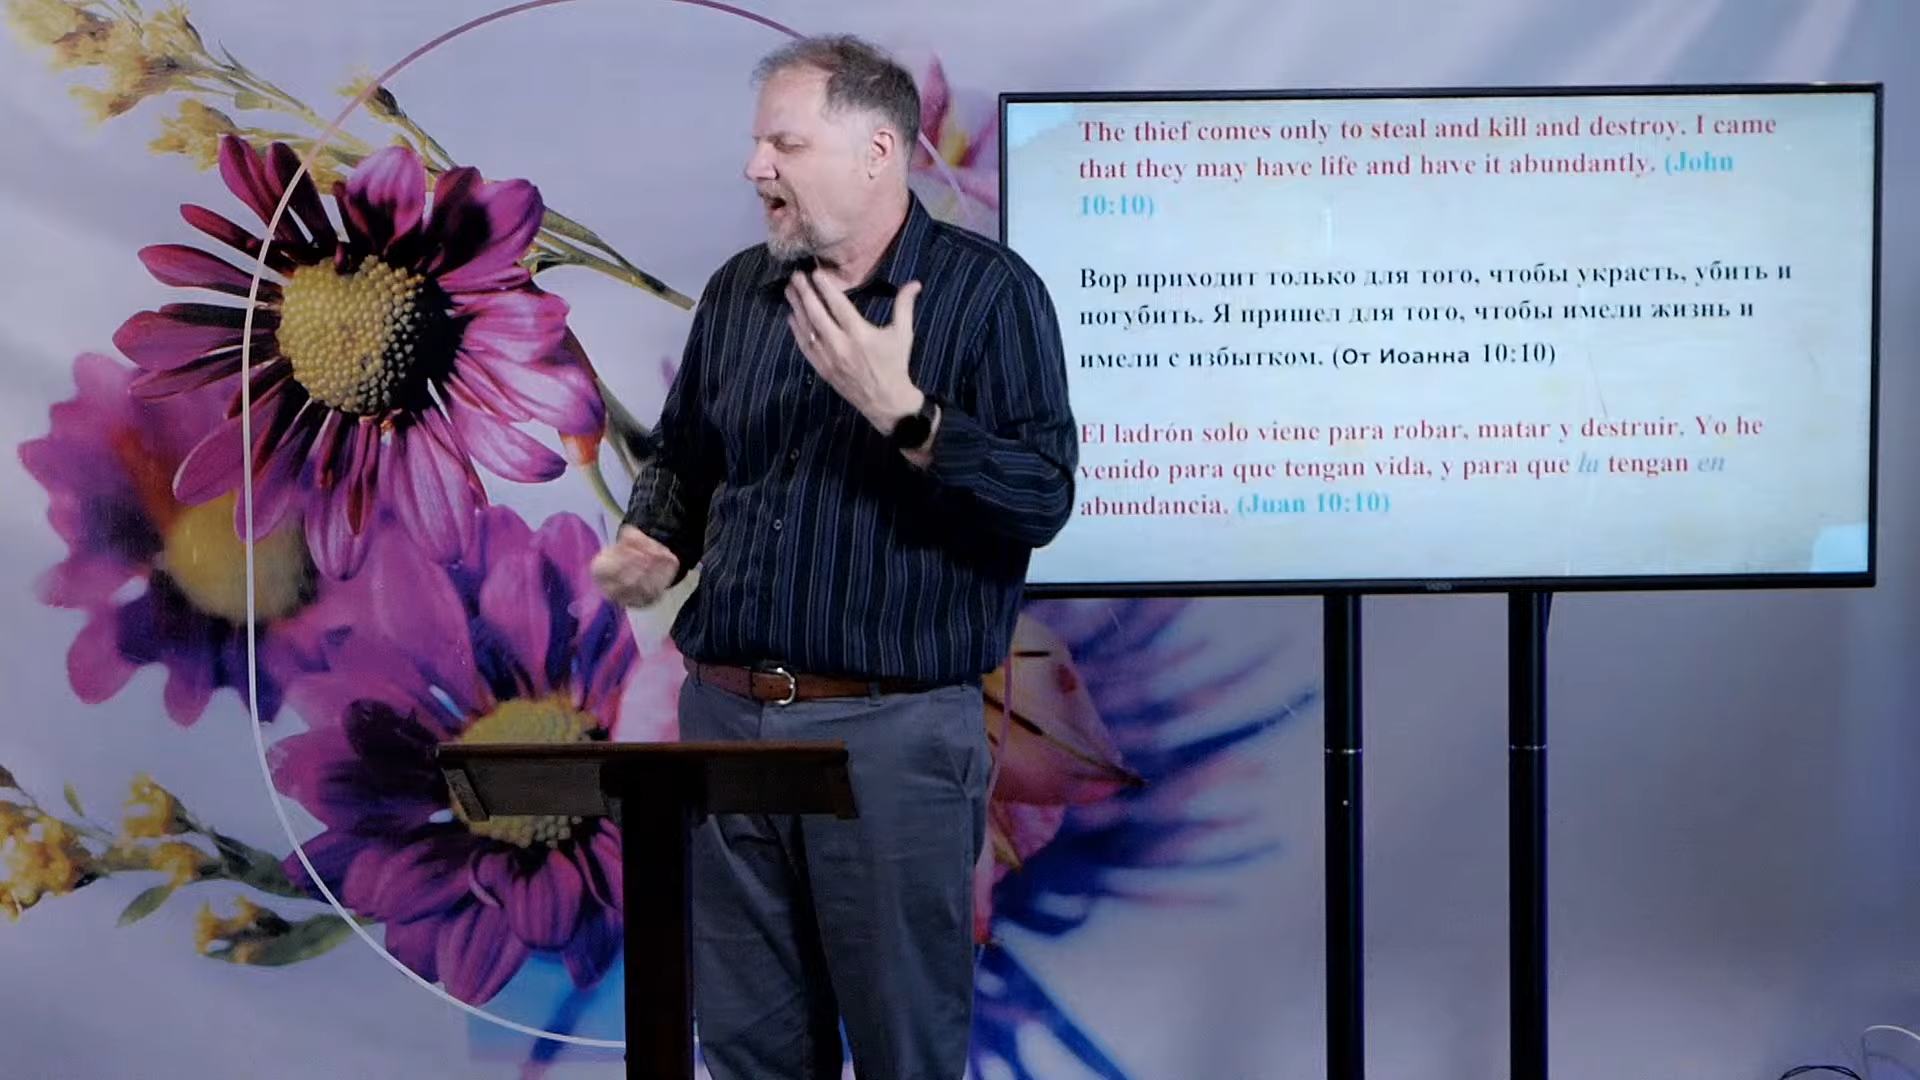 The thief comes only to steal and kill and destroy. I came
that they may have life and have it abundantly. (John
10:10)
Вор приходит только для того, чтобы украсть, убить и
погубить. Я пришел для того, чтобы имели жизнь и
имели с избытком. (От Иоанна 10:10)
El ladrón solo viene para robar, matar y destruir. Yo he
venido para que tengan vida, y para que la tengan en
abundancia. (Juan 10:10)
VIZIO